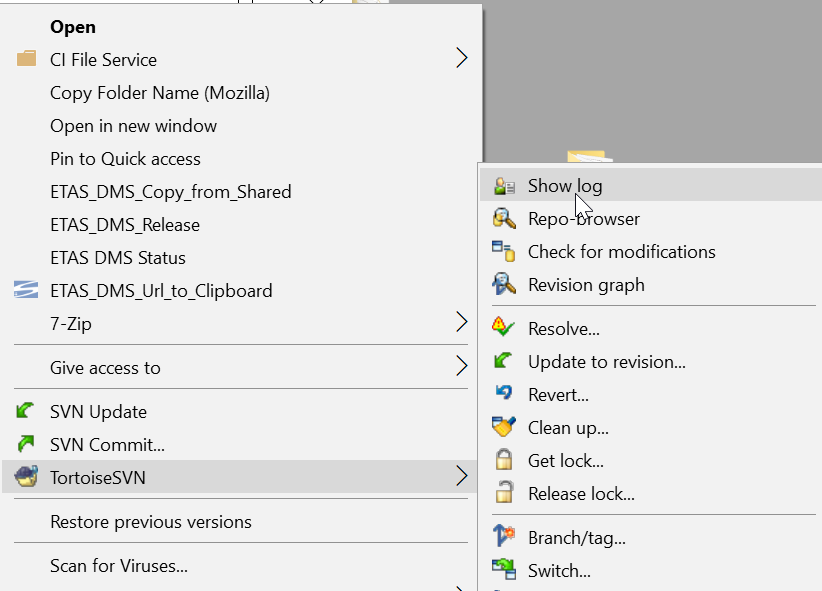 Open
CI File Service
Copy Folder Name (Mozilla)
Open in new window
Pin to Quick access
ETAS_DMS_Copy_from_Shared
ETAS_DMS_Release
ETAS DMS Status
ETAS_DMS_Url_to_Clipboard
7-Zip
Give access to
SVN Update
SVN Commit...
TortoiseSVN
Restore previous versions
Scan for Viruses...
Show log
Repo-browser
Check for modifications
Revision graph
Resolve...
Update to revision...
Revert...
Clean up...
Get lock...
Release lock...
Branch/tag...
Switch...